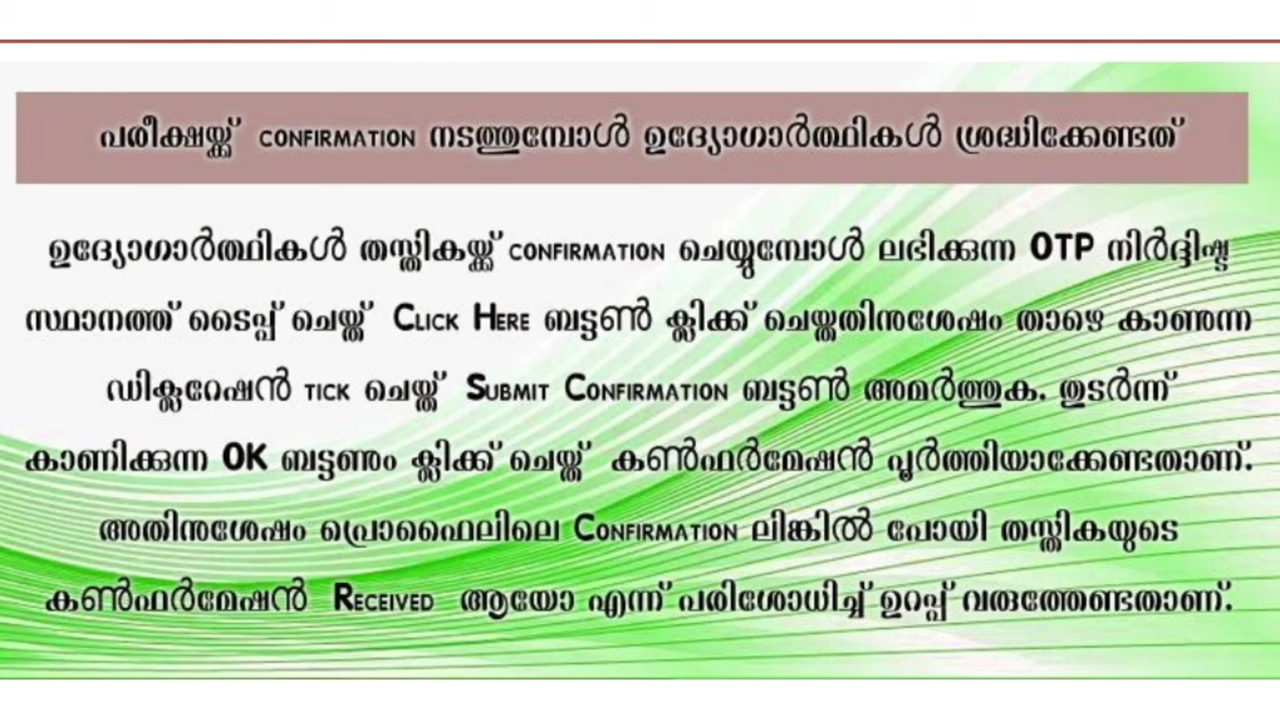 പരീക്ഷയ്ക്ക് CONFIRMATION നടത്തുമ്പോൾ ഉദ്യോഗാർത്ഥികൾ ശ്രദ്ധിക്കേണ്ടത്
ഉദ്യോഗാർത്ഥികൾ തസ്തികയ്ക്ക് CONFIRMATION ചെയ്യുമ്പോൾ ലഭിക്കുന്ന OTP നിർദ്ദിഷ്ട
സ്ഥാനത്ത് ടൈപ്പ് ചെയ്ത് CLICK HERE ബട്ടൺ ക്ലിക്ക് ചെയ്തതിനുശേഷം താഴെ കാണുന്ന
ഡിക്ലറേഷൻ TICK ചെയ്ത് SUBMIT CONFIRMATION ബട്ടൺ അമർത്തുക. തുടർന്ന്
കാണിക്കുന്ന OK ബട്ടണും ക്ലിക്ക് ചെയ്ത് കൺഫർമേഷൻ പൂർത്തിയാക്കേണ്ടതാണ്.
അതിനുശേഷം പ്രൊഫൈലിലെ CONFIRMATION ലിങ്കിൽ പോയി തസ്തികയുടെ
കൺഫർമേഷൻ RECEIVED ആയോ എന്ന് പരിശോധിച്ച് ഉറപ്പ് വരുത്തേണ്ടതാണ്.